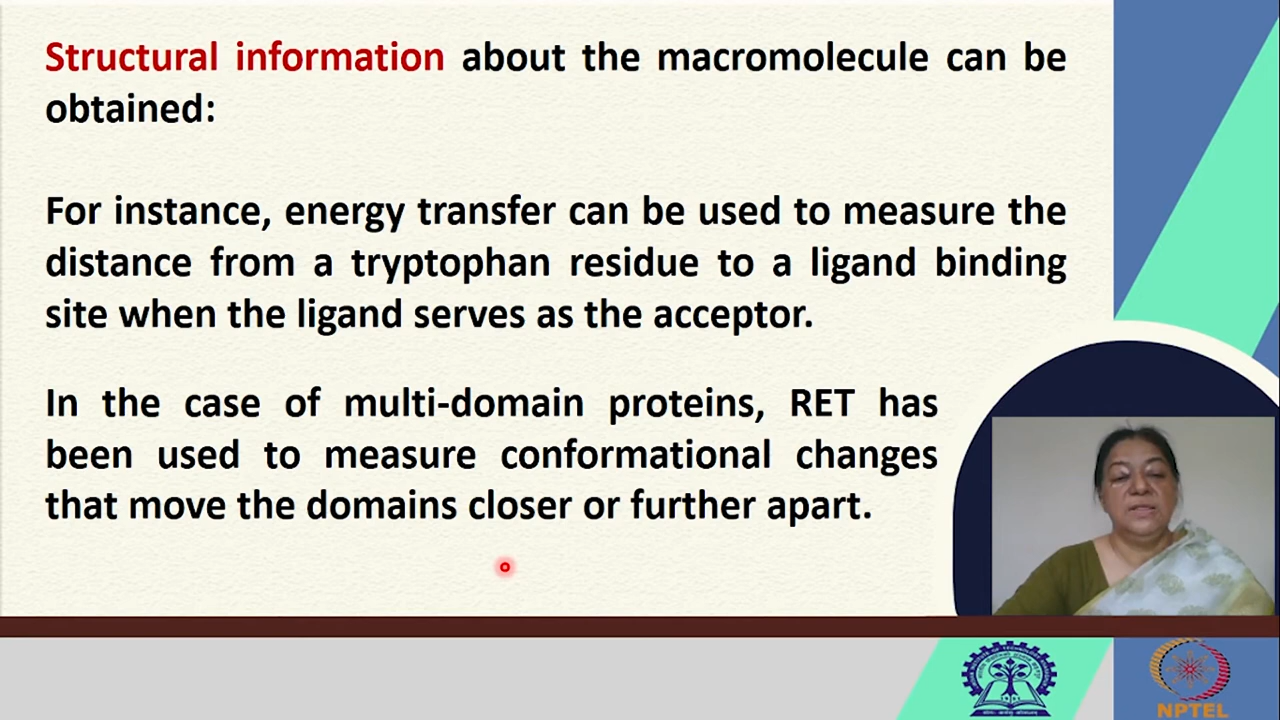 Structural information about the macromolecule can be
obtained:
For instance, energy transfer can be used to measure the
distance from a tryptophan residue to a ligand binding
site when the ligand serves as the acceptor.
In the case of multi-domain proteins, RET has
been used to measure conformational changes
that move the domains closer or further apart.
NPTEL